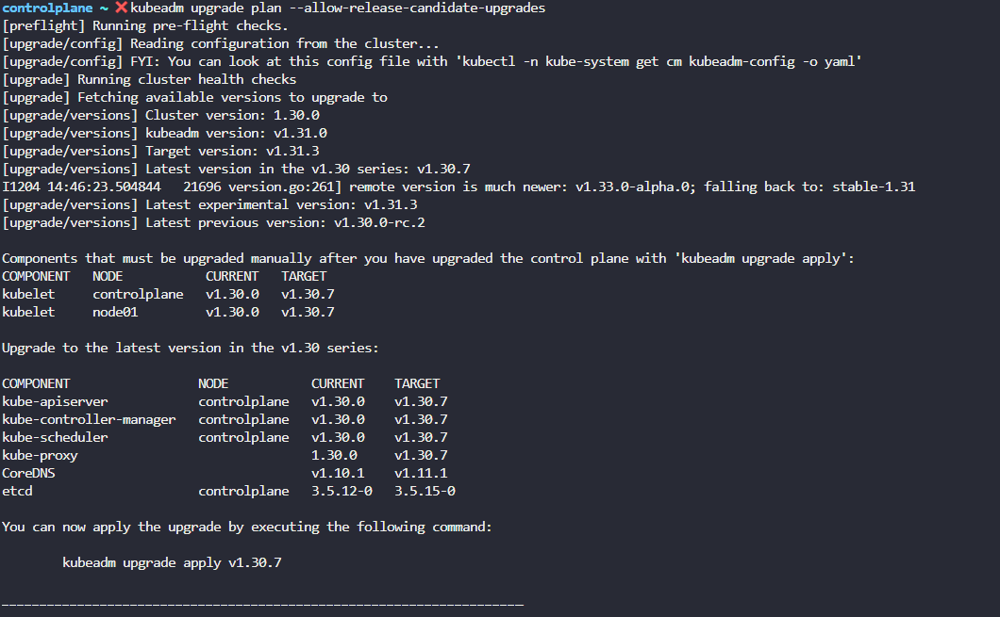 controlplane ~ ❌kubeadm upgrade plan --allow-release-candidate-upgrades
[preflight] Running pre-flight checks.
[upgrade/config] Reading configuration from the cluster...
[upgrade/config] FYI: You can look at this config file with 'kubectl -n kube-system get cm kubeadm-config -o yaml'
[upgrade] Running cluster health checks
[upgrade] Fetching available versions to upgrade to
[upgrade/versions] Cluster version: 1.30.0
[upgrade/versions] kubeadm version: v1.31.0
[upgrade/versions] Target version: v1.31.3
[upgrade/versions] Latest version in the v1.30 series: v1.30.7
I1204 14:46:23.504844   21696 version.go:261] remote version is much newer: v1.33.0-alpha.0; falling back to: stable-1.31
[upgrade/versions] Latest experimental version: v1.31.3
[upgrade/versions] Latest previous version: v1.30.0-rc.2

Components that must be upgraded manually after you have upgraded the control plane with 'kubeadm upgrade apply':
COMPONENT   NODE           CURRENT   TARGET
kubelet     controlplane   v1.30.0   v1.30.7
kubelet     node01         v1.30.0   v1.30.7

Upgrade to the latest version in the v1.30 series:

COMPONENT                 NODE           CURRENT    TARGET
kube-apiserver            controlplane   v1.30.0    v1.30.7
kube-controller-manager   controlplane   v1.30.0    v1.30.7
kube-scheduler            controlplane   v1.30.0    v1.30.7
kube-proxy                               1.30.0     v1.30.7
CoreDNS                                  v1.10.1    v1.11.1
etcd                      controlplane   3.5.12-0   3.5.15-0

You can now apply the upgrade by executing the following command:

        kubeadm upgrade apply v1.30.7

_____________________________________________________________________